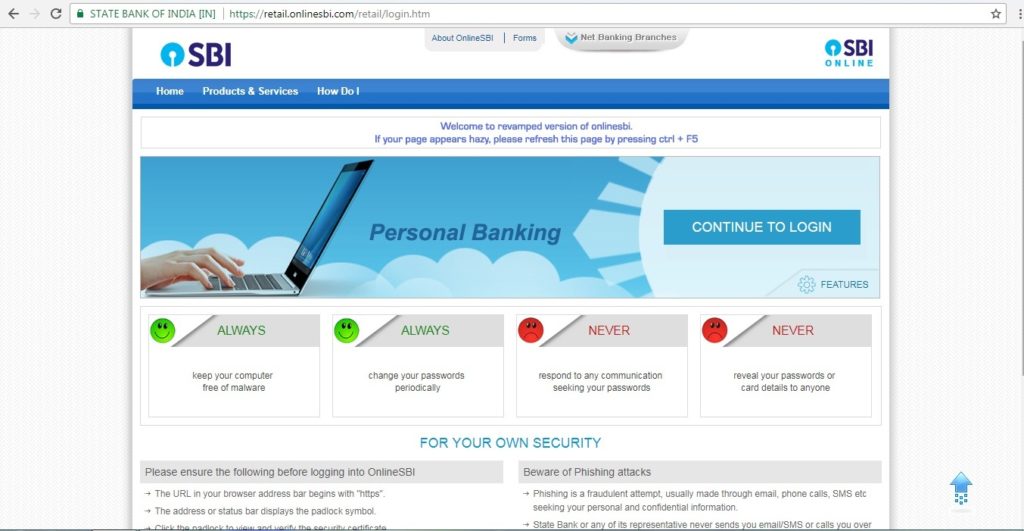 STATE BANK OF INDIA [IN] https://retail.onlinesbi.com/retail/login.htm
SBI
About OnlineSBI
Forms
Net Banking Branches
SBI
ONLINE
Home
Products & Services
How Do I
Welcome to revamped version of onlinesbi.
If your page appears hazy, please refresh this page by pressing ctrl + F5
Personal Banking
CONTINUE TO LOGIN
FEATURES
ALWAYS
keep your computer
free of malware
ALWAYS
change your passwords
periodically
NEVER
respond to any communication
seeking your passwords
NEVER
reveal your passwords or
card details to anyone
FOR YOUR OWN SECURITY
Please ensure the following before logging into OnlineSBI
The URL in your browser address bar begins with "https".
The address or status bar displays the padlock symbol.
Click the padlock to view and verify the security certificate.
Beware of Phishing attacks
Phishing is a fraudulent attempt, usually made through email, phone calls, SMS etc
seeking your personal and confidential information.
State Bank or any of its representative never sends you email/SMS or calls you over